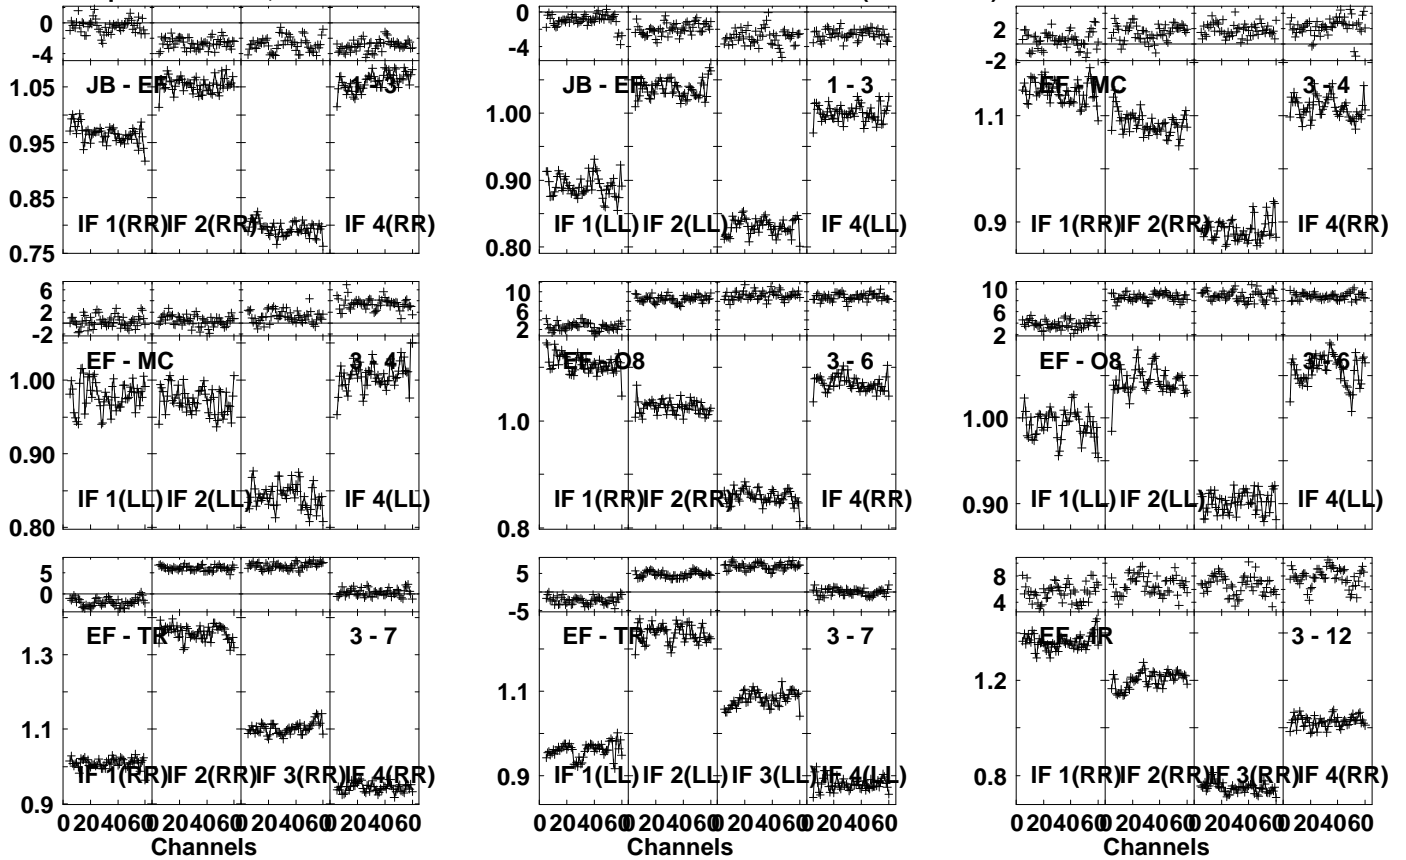 0
-4
JB - EF
1 - 3
1.05
0.95
0.85
0.75
IF 1(RR) IF 2(RR) IF 4(RR)
0
-4
JB - EF
1 - 3
1.00
0.90
0.80
IF 1(LL) IF 2(LL) IF 4(LL)
2
-2
EF - MC
3 - 4
1.1
0.9
IF 1(RR) IF 2(RR) IF 4(RR)
6
2
-2
EF - MC
3 - 4
1.00
0.90
0.80
IF 1(LL) IF 2(LL) IF 4(LL)
10
6
2
EF - O8
3 - 6
1.0
0.8
IF 1(RR) IF 2(RR) IF 4(RR)
10
6
2
EF - O8
3 - 6
1.00
0.90
IF 1(LL) IF 2(LL) IF 4(LL)
5
0
EF - TR
3 - 7
1.3
1.1
0.9
IF 1(RR) IF 2(RR) IF 3(RR) IF 4(RR)
0 204060 0 204060 0 204060 0 204060
Channels
5
-5
EF - TR
3 - 7
1.1
0.9
IF 1(LL) IF 2(LL) IF 3(LL) IF 4(LL)
0 204060 0 204060 0 204060 0 204060
Channels
8
4
EF - IR
3 - 12
1.2
0.8
IF 1(RR) IF 2(RR) IF 3(RR) IF 4(RR)
0 204060 0 204060 0 204060 0 204060
Channels